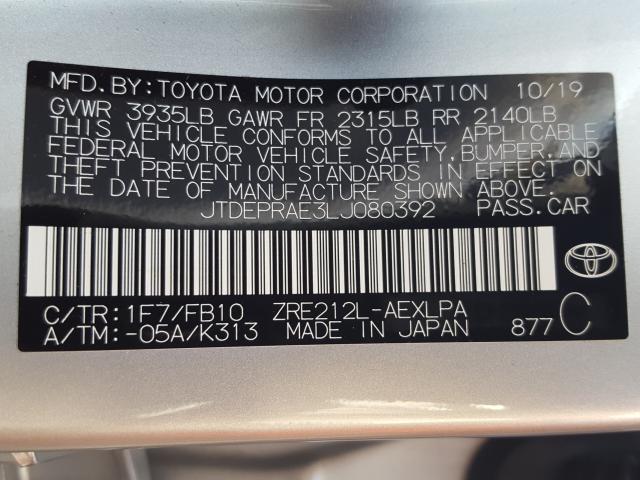 MFD.BY:TOYOTA MOTOR CORPORATION 10/19
GVWR 3935LB GAWR FR 2315LB RR 2140LB
THIS VEHICLE CONFORMS TO ALL APPLICABLE
FEDERAL MOTOR VEHICLE SAFETY,BUMPER,AND
THEFT PREVENTION STANDARDS IN EFFECT ON
THE DATE OF MANUFACTURE SHOWN ABOVE.
JTDEPRAE3LJ080392 PASS.CAR
C/TR:1F7/FB10 ZRE212L-AEXLPA
A/TM:-05A/K313 MADE IN JAPAN 877 C